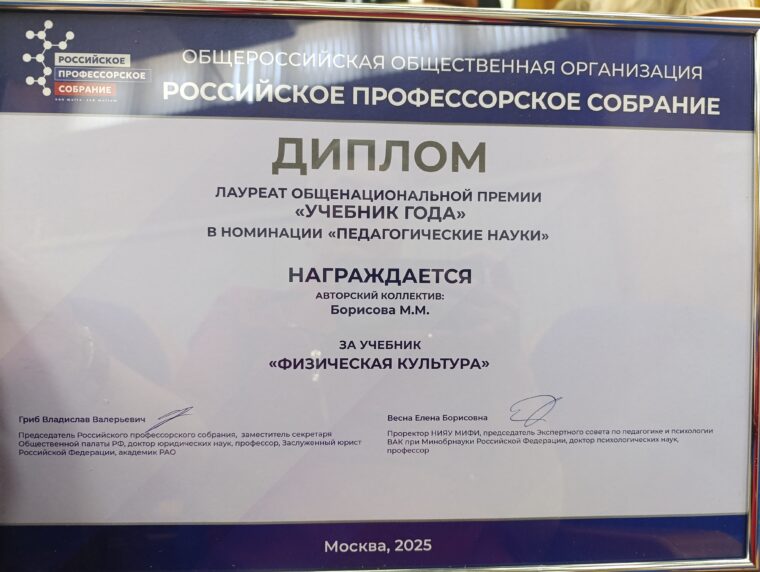 РОССИЙСКОЕ
ПРОФЕССОРСКОЕ
СОБРАНИЕ
ОБЩЕРОССИЙСКАЯ ОБЩЕСТВЕННАЯ ОРГАНИЗАЦИЯ
РОССИЙСКОЕ ПРОФЕССОРСКОЕ СОБРАНИЕ
ДИПЛОМ
ЛАУРЕАТ ОБЩЕНАЦИОНАЛЬНОЙ ПРЕМИИ
«УЧЕБНИК ГОДА»
В НОМИНАЦИИ «ПЕДАГОГИЧЕСКИЕ НАУКИ»
НАГРАЖДАЕТСЯ
АВТОРСКИЙ КОЛЛЕКТИВ:
Борисова М.М.
ЗА УЧЕБНИК
«ФИЗИЧЕСКАЯ КУЛЬТУРА»
Гриб Владислав Валерьевич
Председатель Российского профессорского собрания, заместитель секретаря
Общественной палаты РФ, доктор юридических наук, профессор, Заслуженный юрист
Российской Федерации, академик РАО
Весна Елена Борисовна
Проректор НИЯУ МИФИ, председатель Экспертного совета по педагогике и психологии
ВАК при Минобрнауки Российской Федерации, доктор психологических наук,
профессор
Москва, 2025